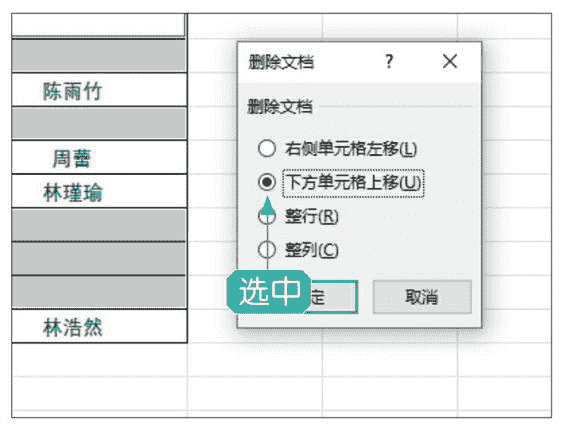 删除文档 ?
陈雨竹
删除文档
右侧单元格左移(L)
周蕾
下方单元格上移(U)
林瑾瑜
整行(R)
整列(C)
选中
定
取消
林浩然